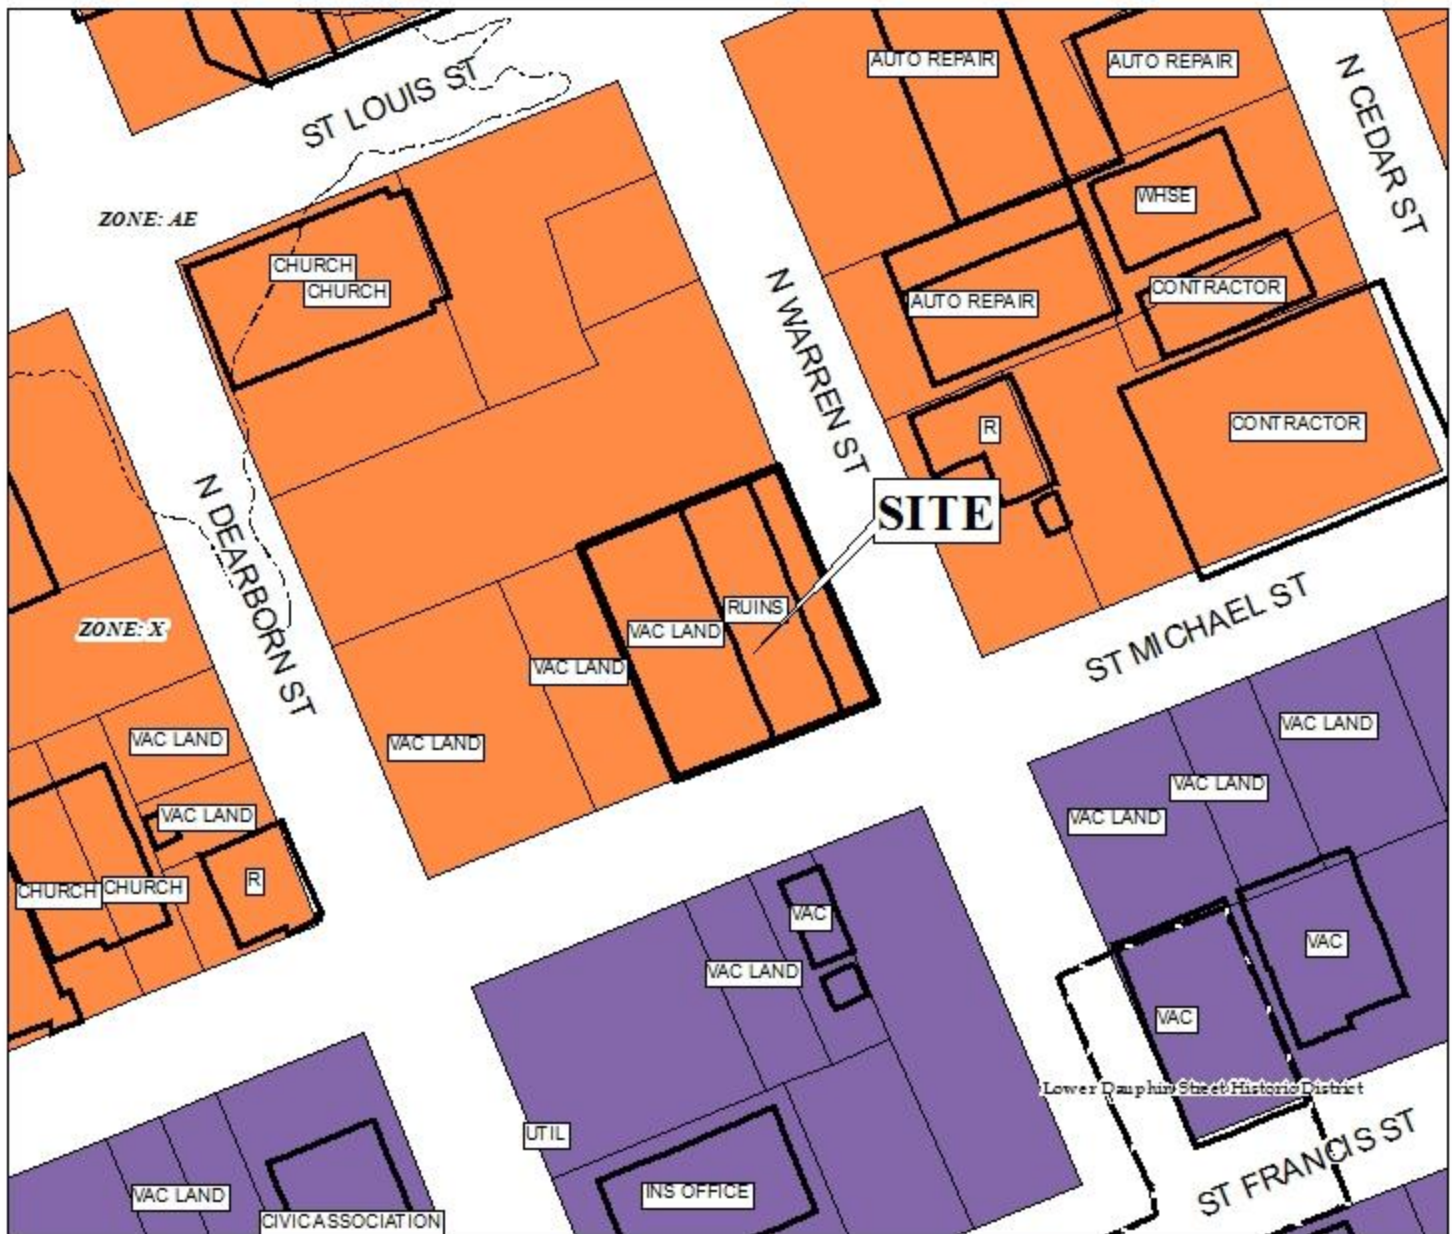 AUTO REPAIR
AUTO REPAIR
N CEDAR ST
ST LOUIS ST
WHSE
ZONE: AE
CHURCH
CHURCH
CONTRACTOR
AUTO REPAIR
N WARREN ST
R
CONTRACTOR
SITE
N DEARBORN ST
RUINS
ZONE: X
VAC LAND
VAC LAND
ST MICHAEL ST
VAC LAND
VAC LAND
VAC LAND
VAC LAND
VAC LAND
VAC LAND
CHURCH
CHURCH
R
VAC
VAC
VAC LAND
VAC
Lower Dauphin Street Historic District
UTIL
ST FRANCIS ST
VAC LAND
INS OFFICE
CIVIC ASSOCIATION